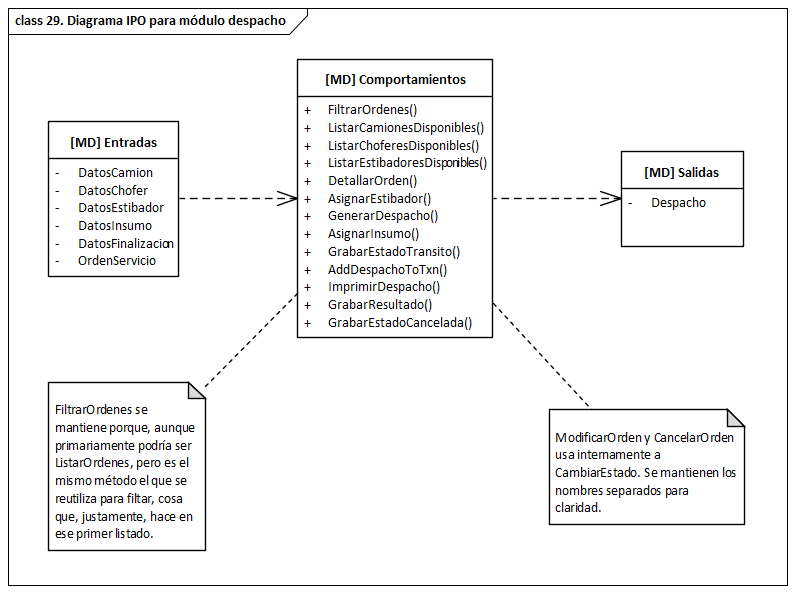 class 29. Diagrama IPO para módulo despacho
[MD] Entradas
- DatosCamion
- DatosChofer
- DatosEstibador
- DatosInsumo
- DatosFinalizacion
- OrdenServicio
[MD] Comportamientos
+ FiltrarOrdenes()
+ ListarCamionesDisponibles()
+ ListarChoferesDisponibles()
+ ListarEstibadoresDisponibles()
+ DetallarOrden()
+ AsignarEstibador()
+ GenerarDespacho()
+ AsignarInsumo()
+ GrabarEstadoTransito()
+ AddDespachoToTxn()
+ ImprimirDespacho()
+ GrabarResultado()
+ GrabarEstadoCancelada()
[MD] Salidas
- Despacho
FiltrarOrdenes se
mantiene porque, aunque
primariamente podría ser
ListarOrdenes, pero es el
mismo método el que se
reutiliza para filtar, cosa
que, justamente, hace en
ese primer listado.
ModificarOrden y CancelarOrden
usa internamente a
CambiarEstado. Se mantienen los
nombres separados para
claridad.